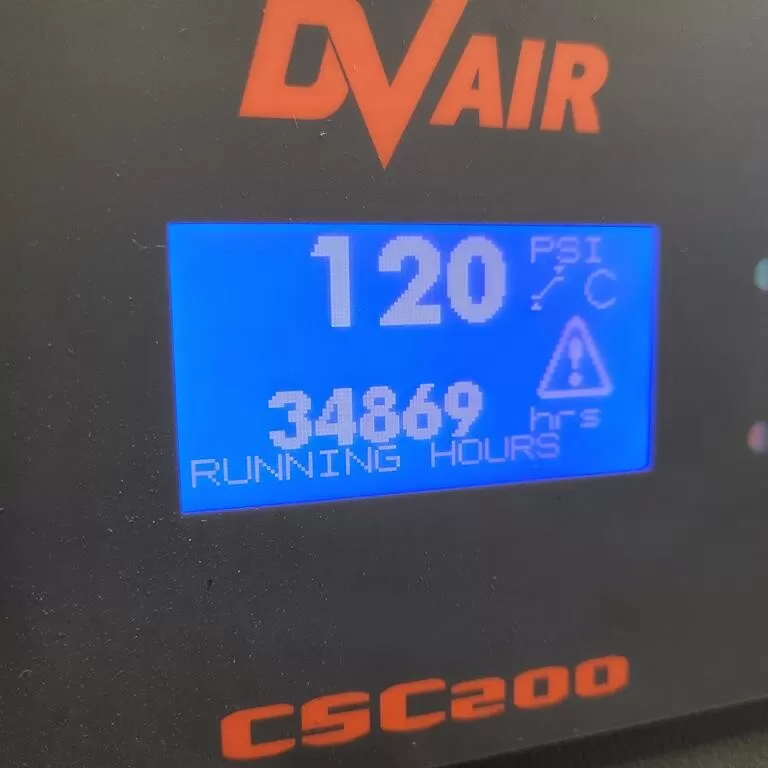 DVAIR
120 PSI
C
34869 hrs
RUNNING HOURS
CSC200